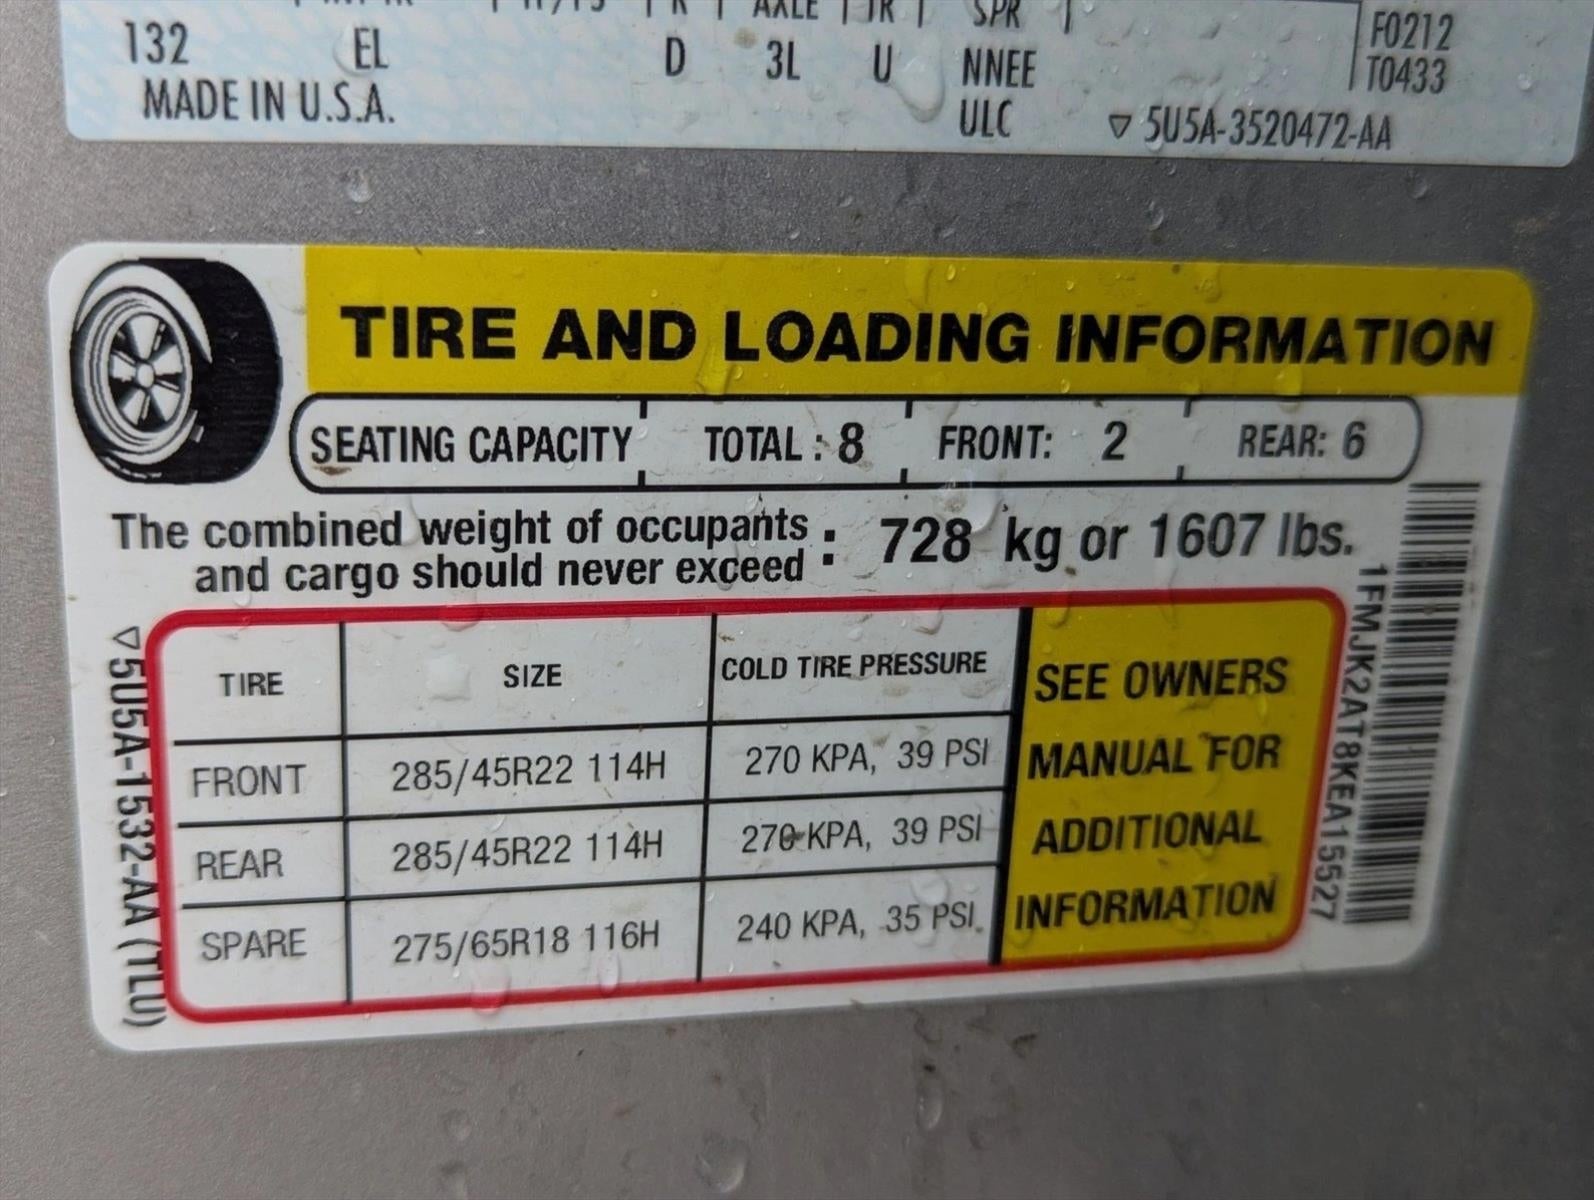 AXLE TR SPR
132 EL D 3L U NNEE F0212
T0433
MADE IN U.S.A. ULC ▽ 5U5A-3520472-AA
TIRE AND LOADING INFORMATION
SEATING CAPACITY TOTAL : 8 FRONT: 2 REAR: 6
The combined weight of occupants
and cargo should never exceed : 728 kg or 1607 lbs.
TIRE SIZE COLD TIRE PRESSURE
FRONT 285/45R22 114H 270 KPA, 39 PSI
REAR 285/45R22 114H 270 KPA, 39 PSI
SPARE 275/65R18 116H 240 KPA, 35 PSI
SEE OWNERS
MANUAL FOR
ADDITIONAL
INFORMATION
▽5U5A-1532-AA (TLU)
1FMJK2AT8KEA15527